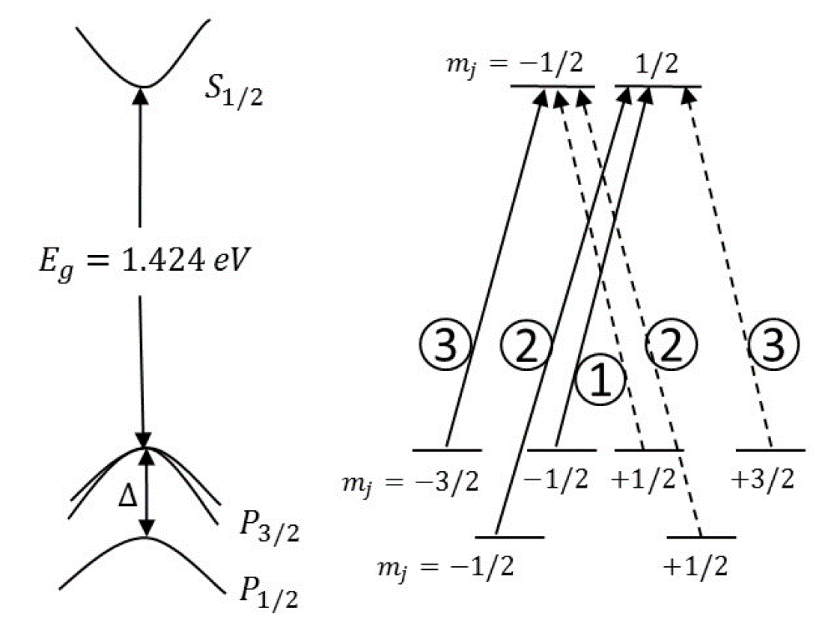 S_{1/2}
E_g = 1.424 eV
Δ
P_{3/2}
P_{1/2}
m_j = −1/2 1/2
③ ② ① ② ③
m_j = −3/2 −1/2 +1/2 +3/2
m_j = −1/2 +1/2